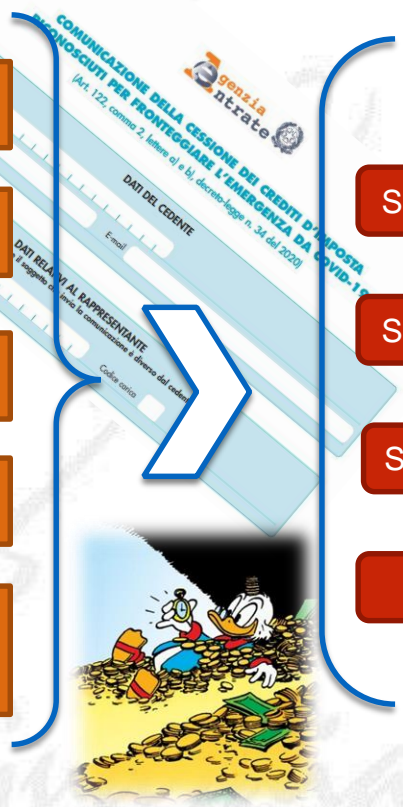 Agenzia
Entrate
COMUNICAZIONE DELLA CESSIONE DEI CREDITI D'IMPOSTA
RICONOSCIUTI PER FRONTEGGIARE L'EMERGENZA DA COVID-19
(Art. 122, comma 2, lettere a) e b), decreto-legge n. 34 del 2020)
DATI DEL CEDENTE
E-mail
DATI RELATIVI AL RAPPRESENTANTE
il soggetto che invia la comunicazione è diverso dal cedente
Codice carica
S
S
S